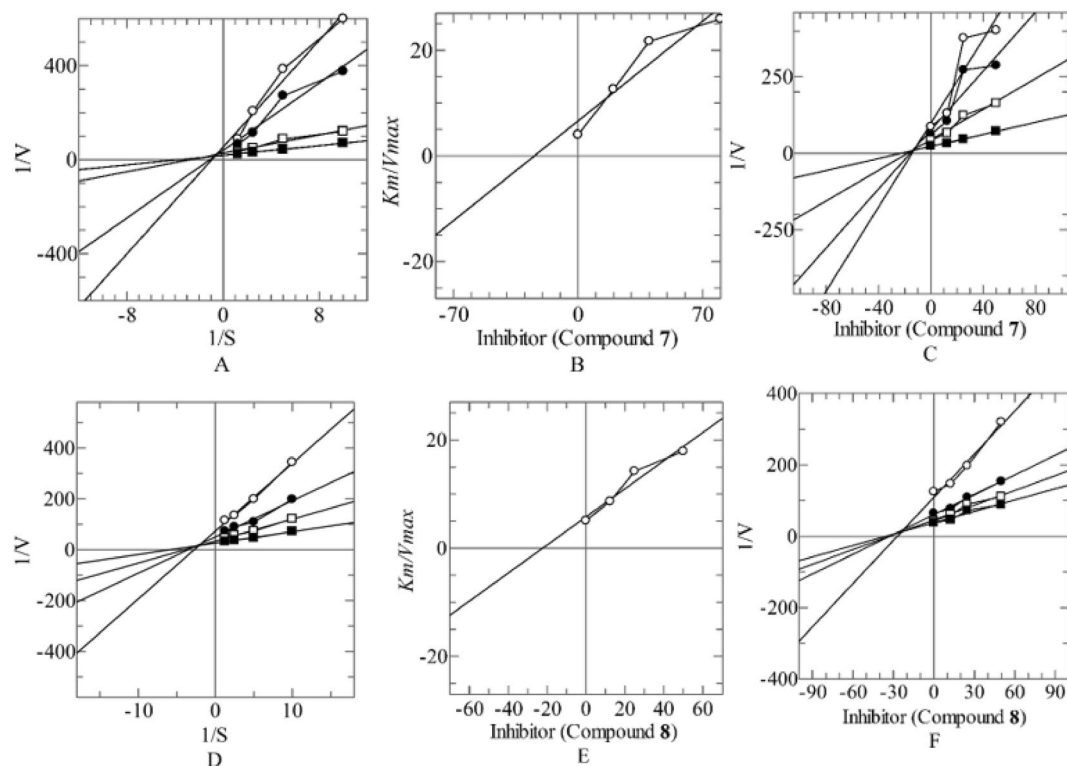 400
0
-400
1/V
-8
0
8
1/S
A
20
0
-20
Km/Vmax
-70
0
70
Inhibitor (Compound 7)
B
250
0
-250
1/V
-80
-40
0
40
80
Inhibitor (Compound 7)
C
400
200
0
-200
-400
1/V
-10
0
10
1/S
D
20
0
-20
Km/Vmax
-60
-40
-20
0
20
40
60
Inhibitor (Compound 8)
E
400
200
0
-200
-400
1/V
-90
-60
-30
0
30
60
90
Inhibitor (Compound 8)
F